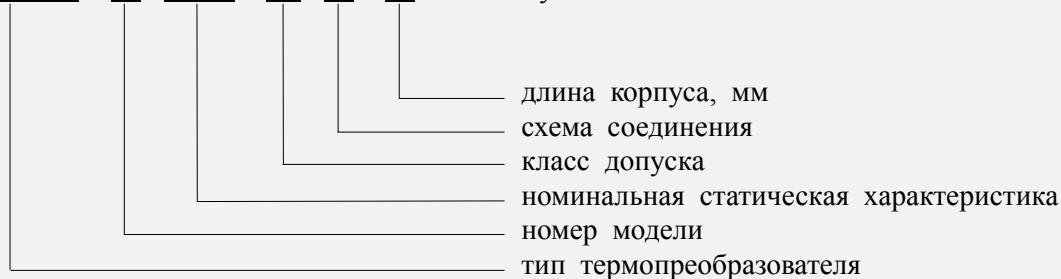 длина корпуса, мм
схема соединения
класс допуска
номинальная статическая характеристика
номер модели
тип термопреобразователя